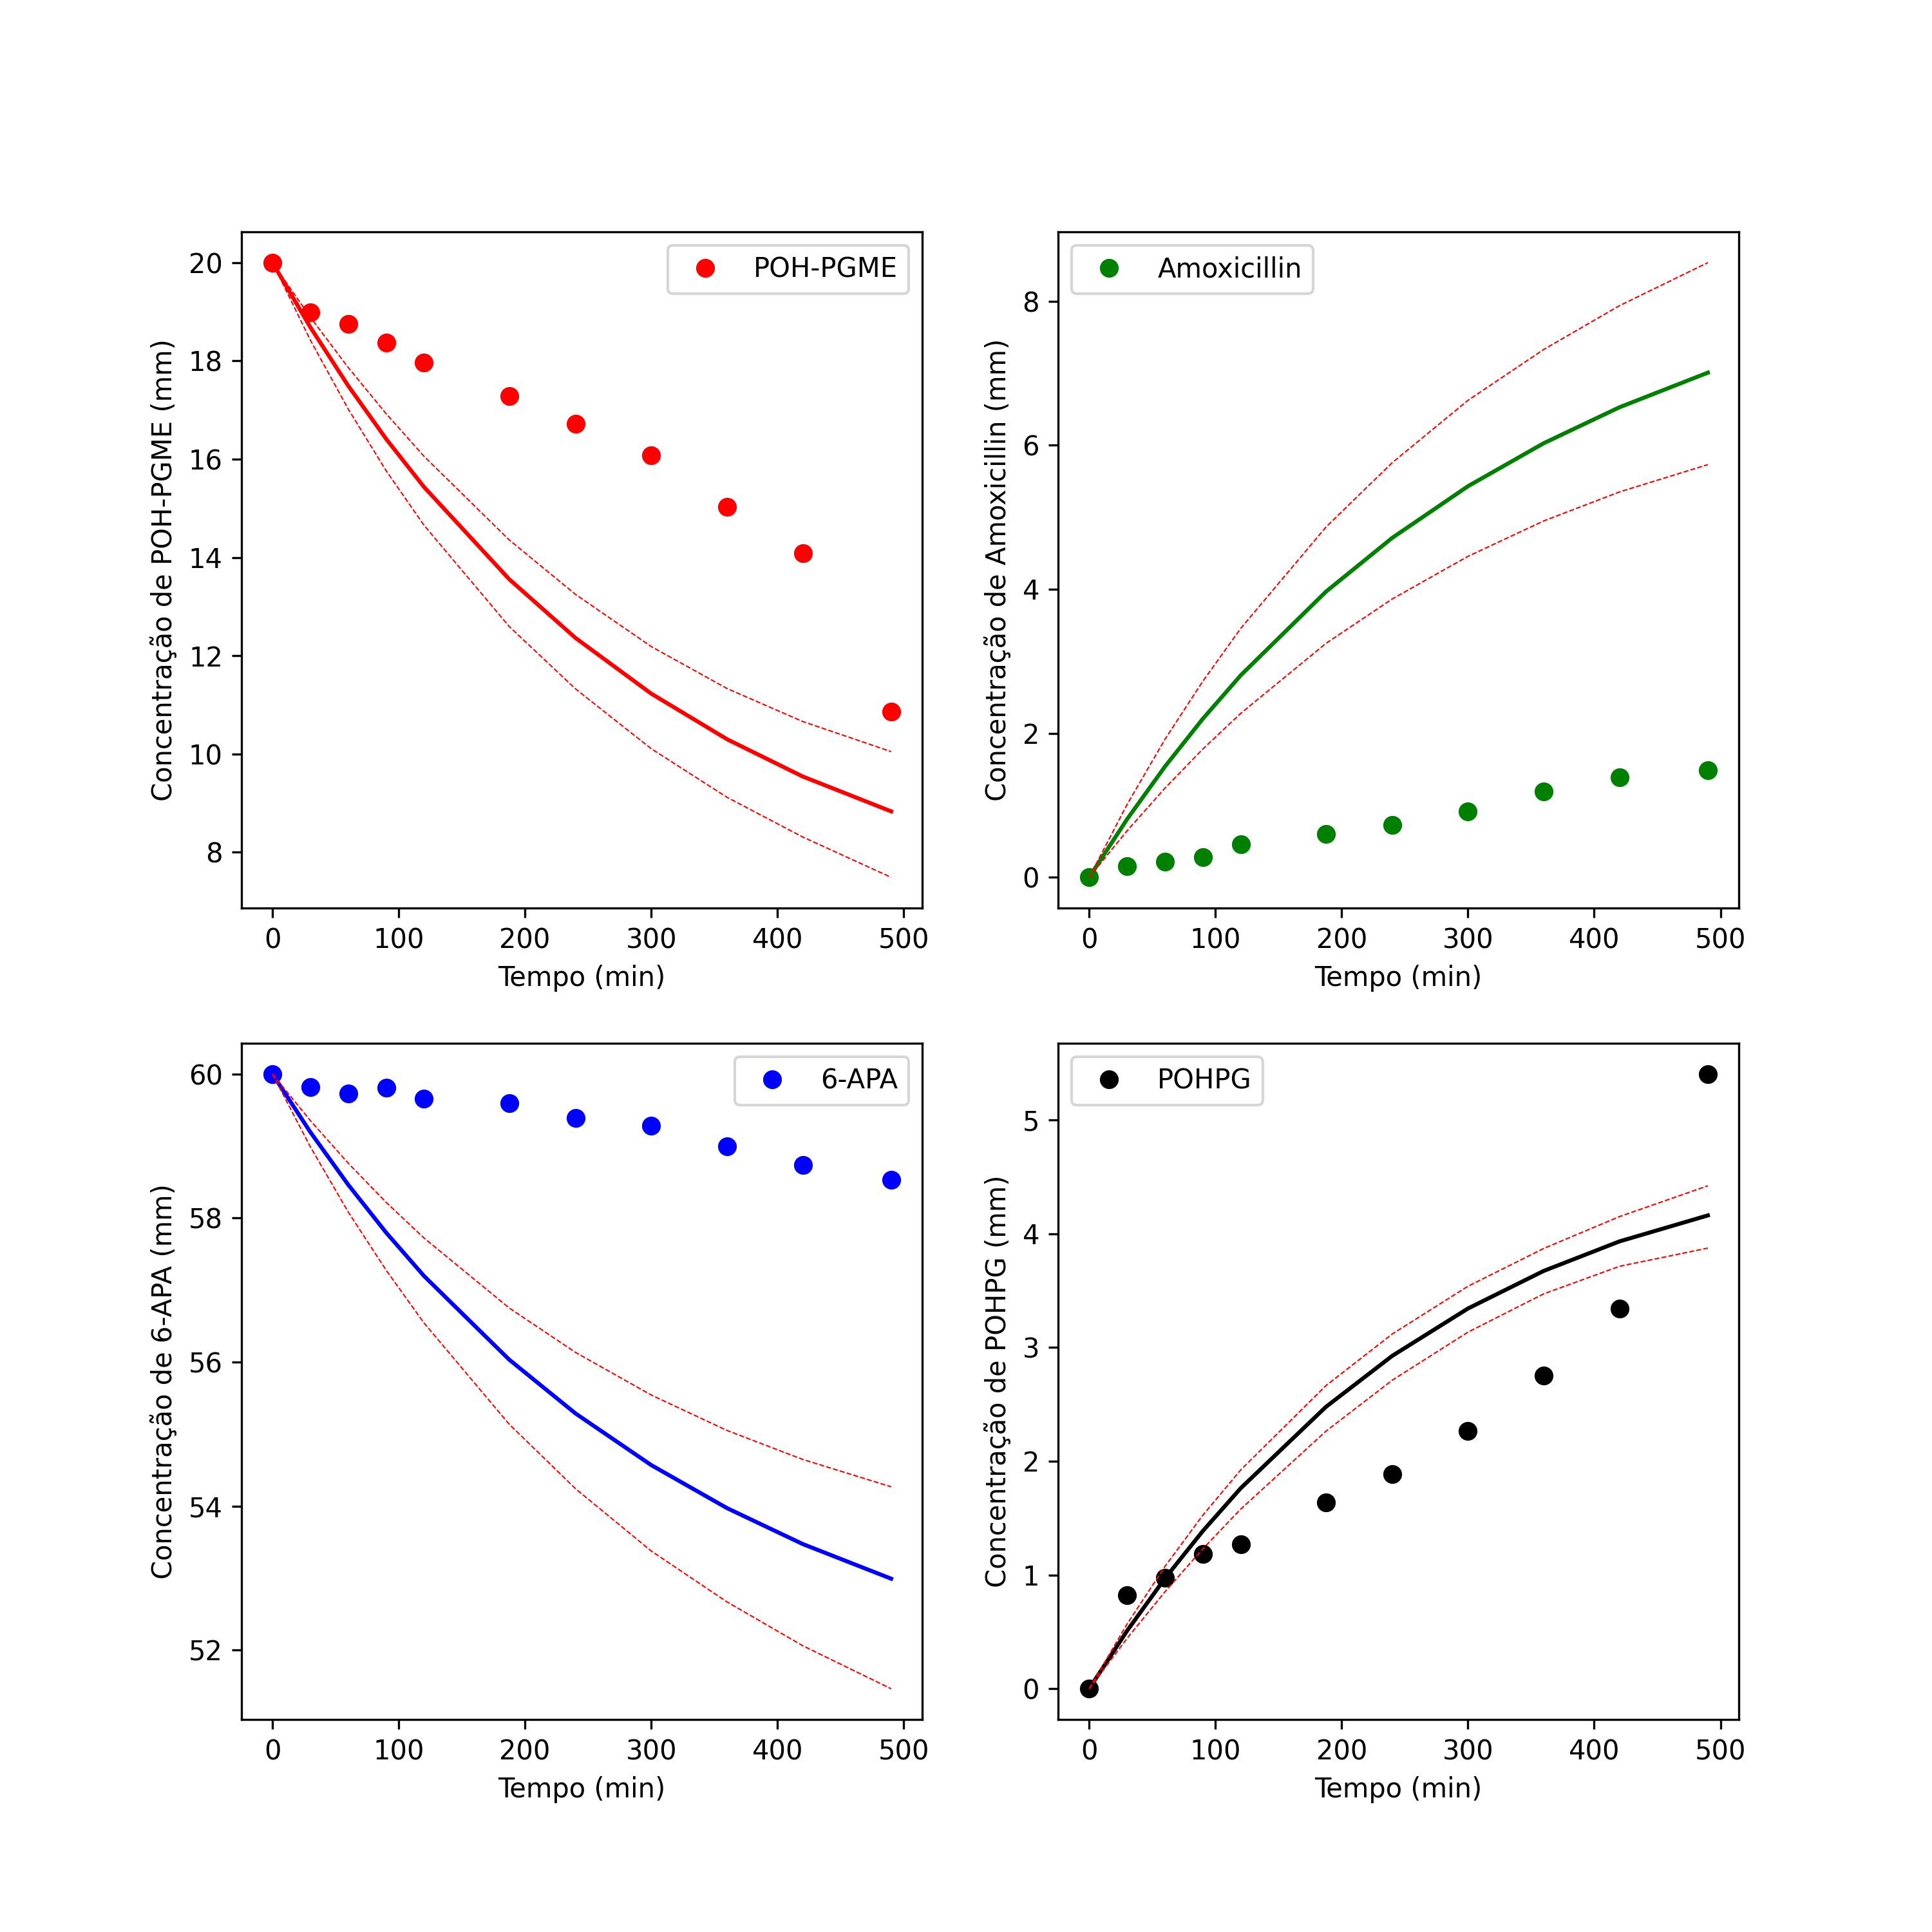 POH-PGME
20
18
16
14
12
10
8
Concentração de POH-PGME (mm)
0 100 200 300 400 500
Tempo (min)
Amoxicillin
8
6
4
2
0
Concentração de Amoxicillin (mm)
0 100 200 300 400 500
Tempo (min)
6-APA
60
58
56
54
52
Concentração de 6-APA (mm)
0 100 200 300 400 500
Tempo (min)
POHPG
5
4
3
2
1
0
Concentração de POHPG (mm)
0 100 200 300 400 500
Tempo (min)